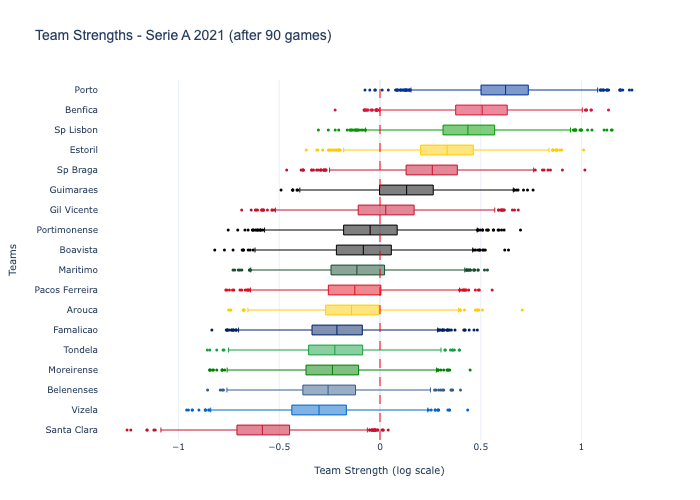 Team Strengths - Serie A 2021 (after 90 games)
Porto
Benfica
Sp Lisbon
Estoril
Sp Braga
Guimaraes
Gil Vicente
Portimonense
Boavista
Maritimo
Pacos Ferreira
Arouca
Famalicao
Tondela
Moreirense
Belenenses
Vizela
Santa Clara
Teams
−1
−0.5
0
0.5
1
Team Strength (log scale)